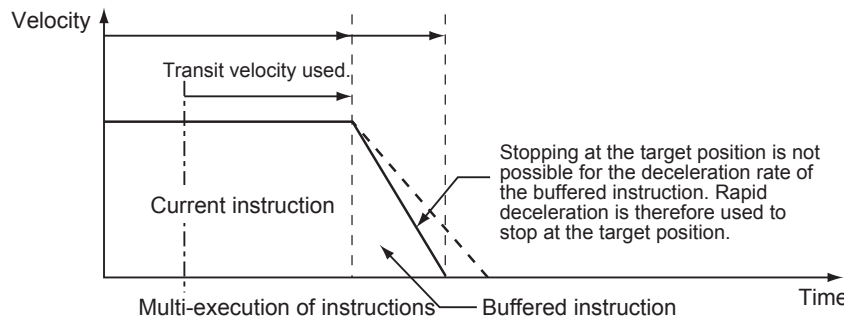 Velocity
Transit velocity used.
Stopping at the target position is not
possible for the deceleration rate of
the buffered instruction. Rapid
deceleration is therefore used to
stop at the target position.
Current instruction
Time
Multi-execution of instructions
Buffered instruction